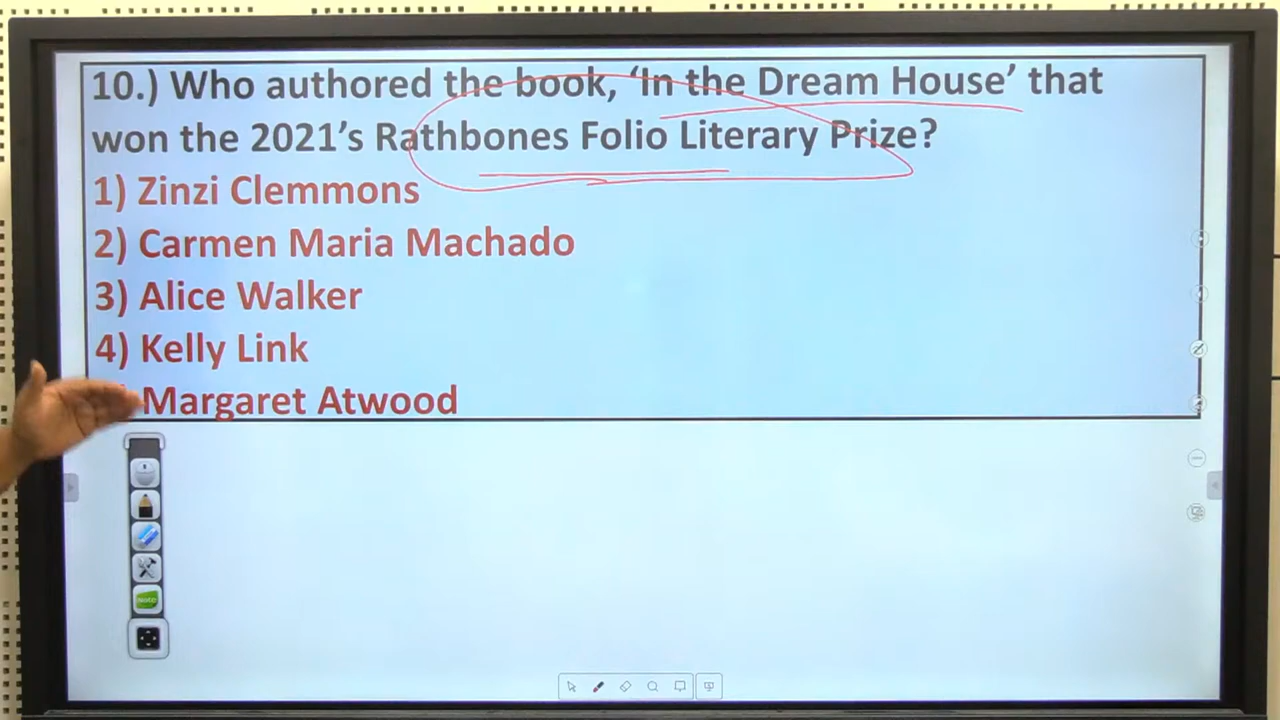 10.) Who authored the book, ‘In the Dream House’ that
won the 2021’s Rathbones Folio Literary Prize?
1) Zinzi Clemmons
2) Carmen Maria Machado
3) Alice Walker
4) Kelly Link
Margaret Atwood
Note